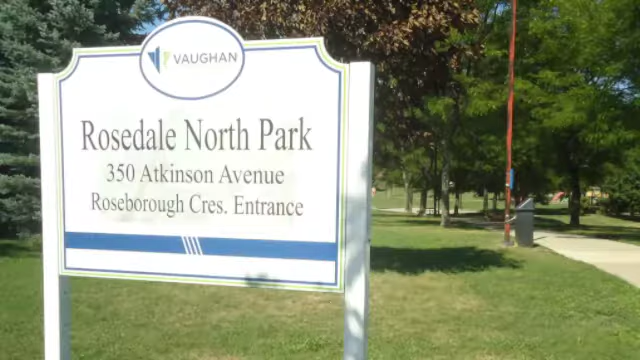 VAUGHAN
Rosedale North Park
350 Atkinson Avenue
Roseborough Cres. Entrance